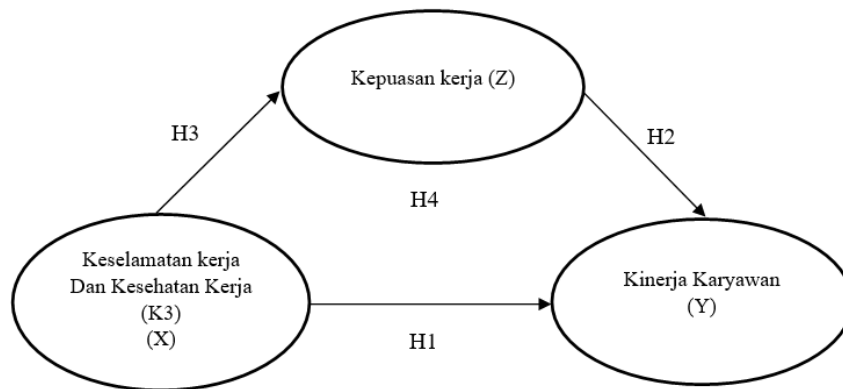 Kepuasan kerja (Z)
H3
H2
H4
Keselamatan kerja
Dan Kesehatan Kerja
(K3)
(X)
Kinerja Karyawan
(Y)
H1